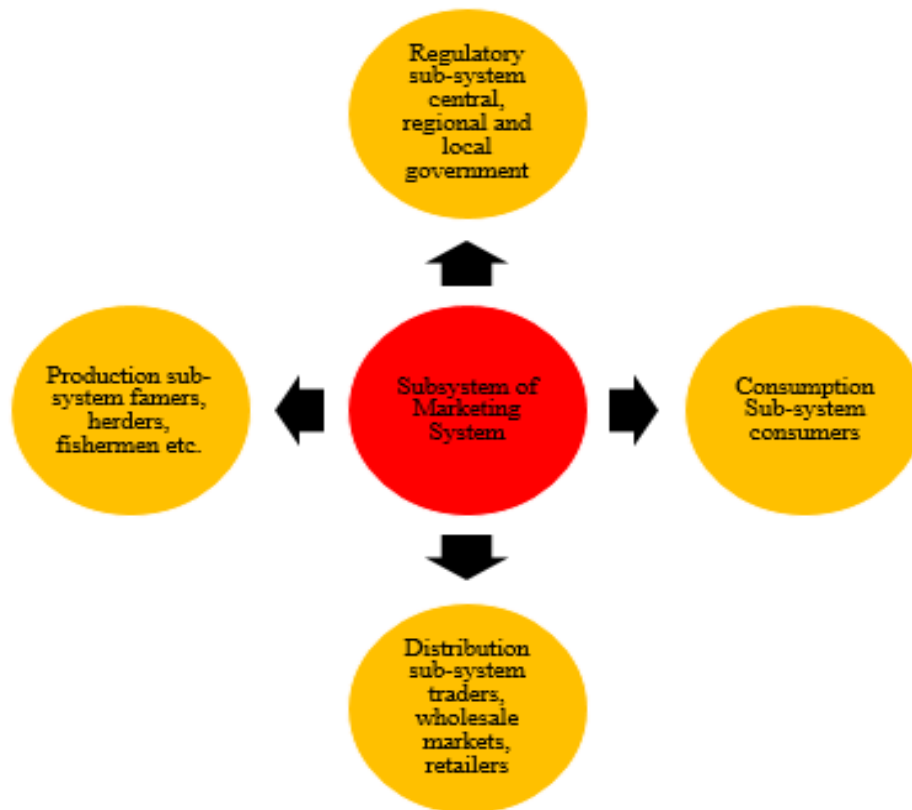 Regulatory
sub-system
central,
regional and
local
government
Production sub-
system famers,
herders,
fishermen etc.
Subsystem of
Marketing
System
Consumption
Sub-system
consumers
Distribution
sub-system
traders,
wholesale
markets,
retailers